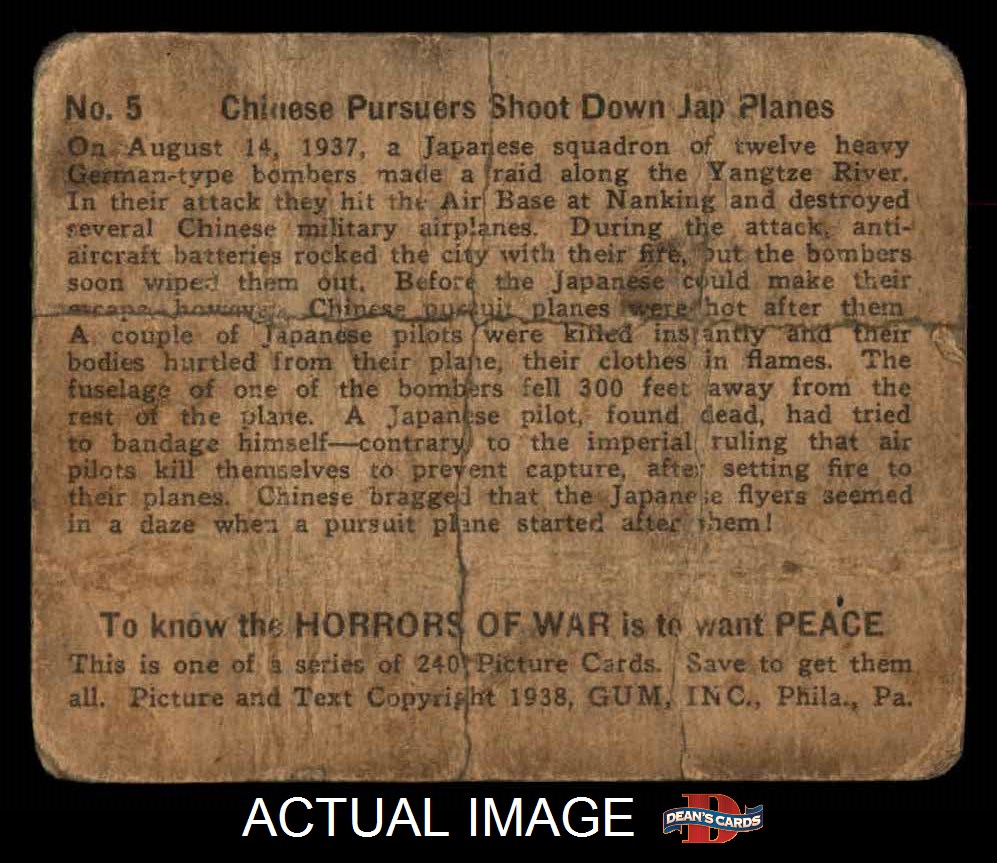 No. 5 Chinese Pursuers Shoot Down Jap Planes
On August 14, 1937, a Japanese squadron of twelve heavy
German-type bombers made a raid along the Yangtze River.
In their attack they hit the Air Base at Nanking and destroyed
several Chinese military airplanes. During the attack, anti-
aircraft batteries rocked the city with their fire, but the bombers
soon wiped them out. Before the Japanese could make their
escape, however, Chinese pursuit planes were hot after them
A couple of Japanese pilots were killed instantly and their
bodies hurtled from their plane, their clothes in flames. The
fuselage of one of the bombers fell 300 feet away from the
rest of the plane. A Japanese pilot, found dead, had tried
to bandage himself—contrary to the imperial ruling that air
pilots kill themselves to prevent capture, after setting fire to
their planes. Chinese bragged that the Japanese flyers seemed
in a daze when a pursuit plane started after them!
To know the HORRORS OF WAR is to want PEACE
This is one of a series of 240 Picture Cards. Save to get them
all. Picture and Text Copyright 1938, GUM, INC., Phila., Pa.
ACTUAL IMAGE
DEAN'S CARDS
D